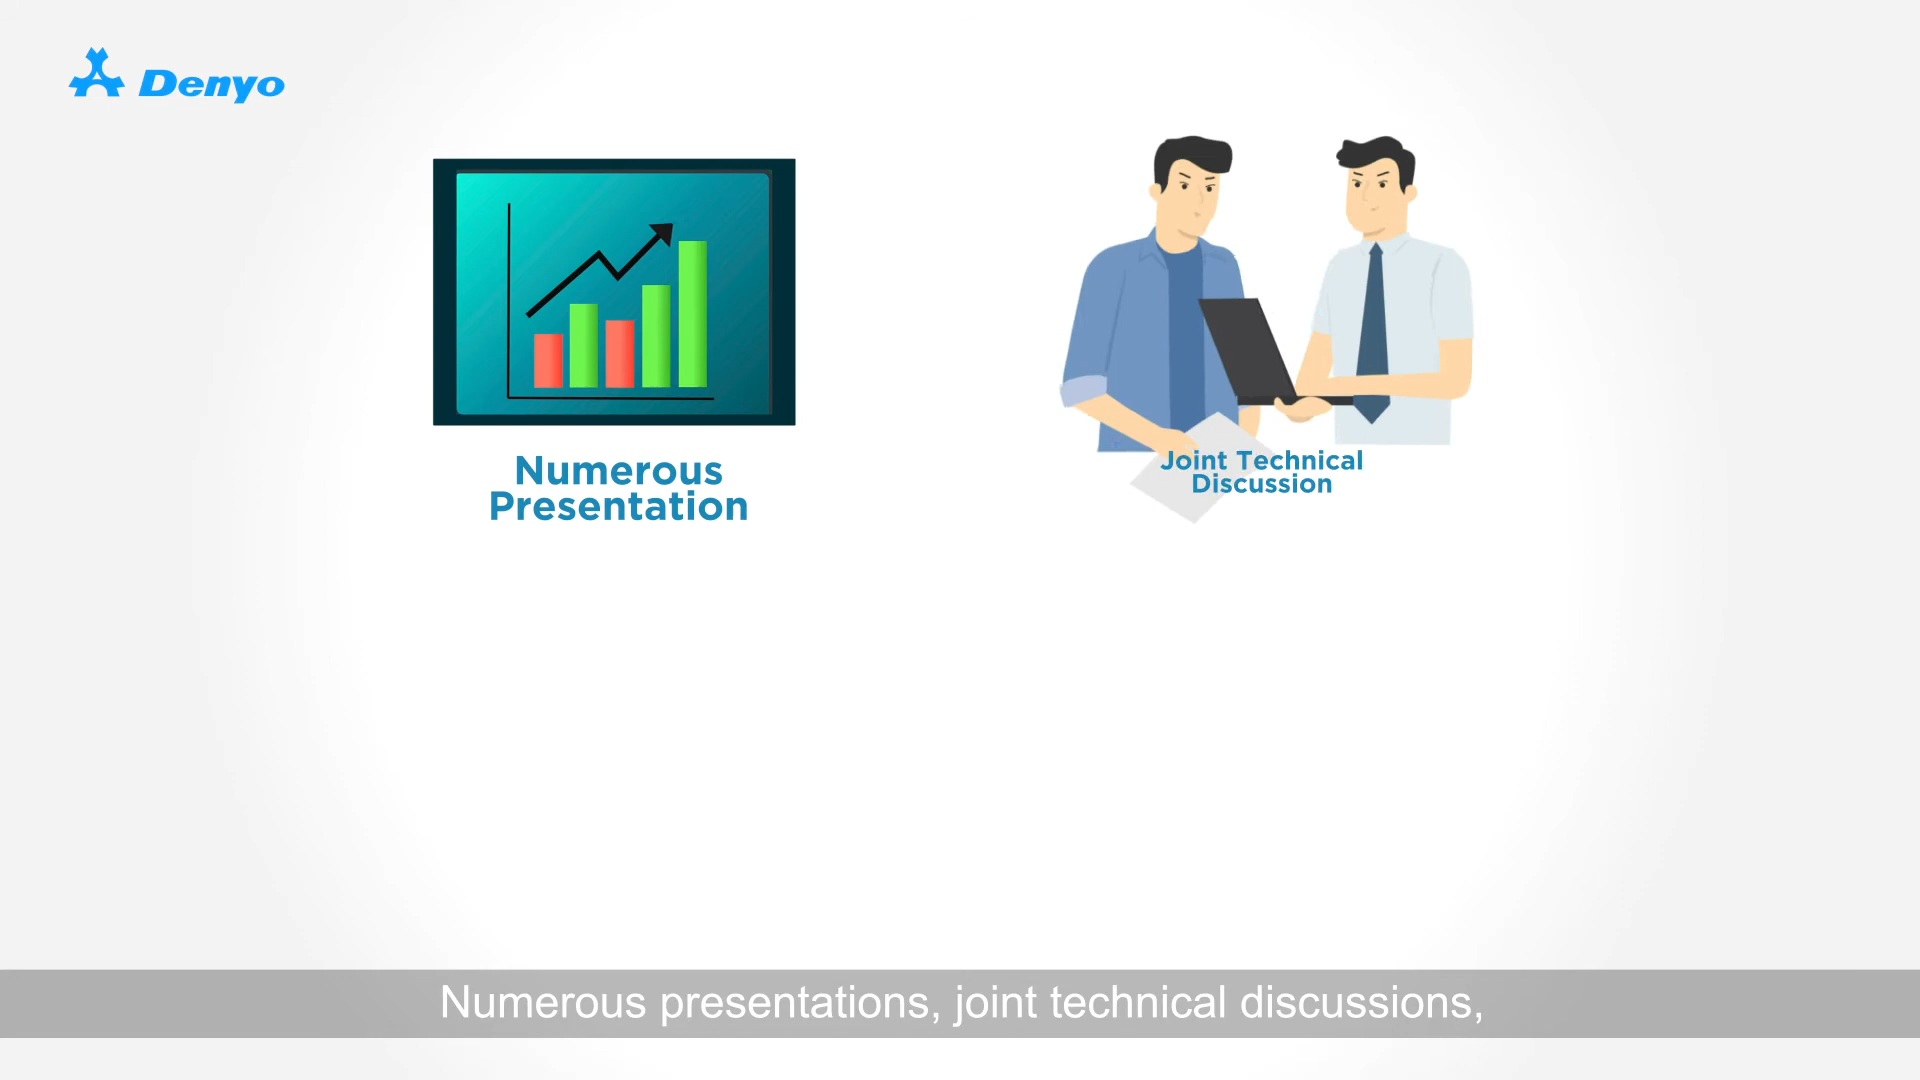 Denyo
Numerous
Presentation
Joint Technical
Discussion
Numerous presentations, joint technical discussions,